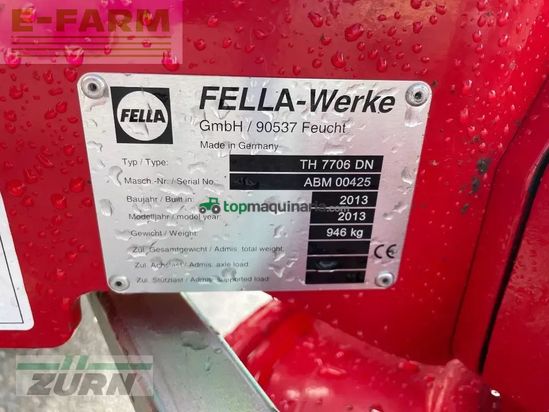 E-FARM
FELLA
FELLA-Werke
GmbH / 90537 Feucht
Made in Germany
Typ / Type: TH 7706 DN
Masch.-Nr. / Serial No. ABM 00425
Baujahr / Built in: 2013
topmaquinaria.com
Modelljahr / model year: 2013
Gewicht / Weight: 946 kg
Zul. Gesamtgewicht / Admis. total weight:
Zul. Achslast / Admis. axle load:
Zul. Stützlast / Admis. supported load:
CE
ZÜRN